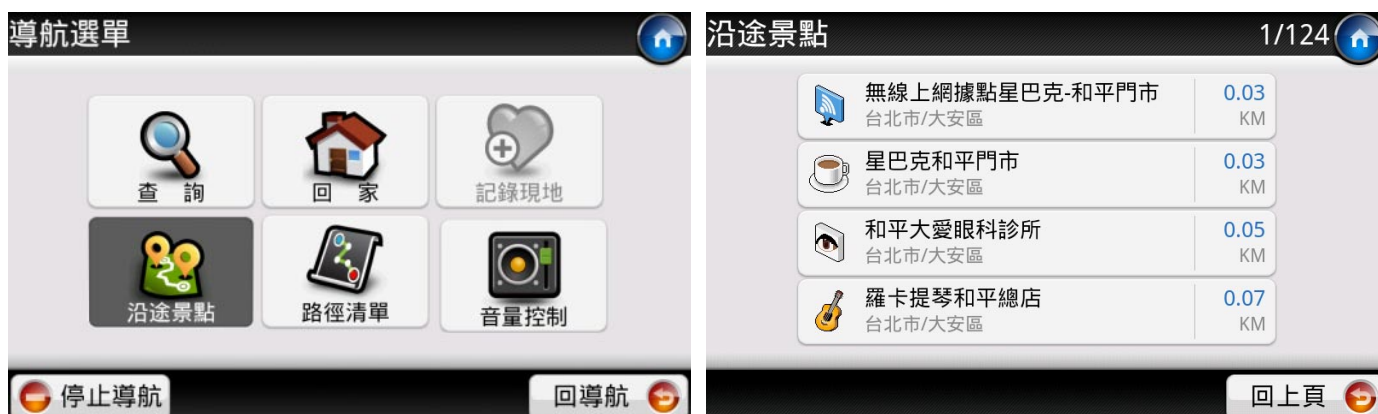 導航選單
查 詢
回 家
記錄現地
沿途景點
路徑清單
音量控制
停止導航
回導航
沿途景點
1/124
無線上網據點星巴克-和平門市
0.03
台北市/大安區
KM
星巴克和平門市
0.03
台北市/大安區
KM
和平大愛眼科診所
0.05
台北市/大安區
KM
羅卡提琴和平總店
0.07
台北市/大安區
KM
回上頁